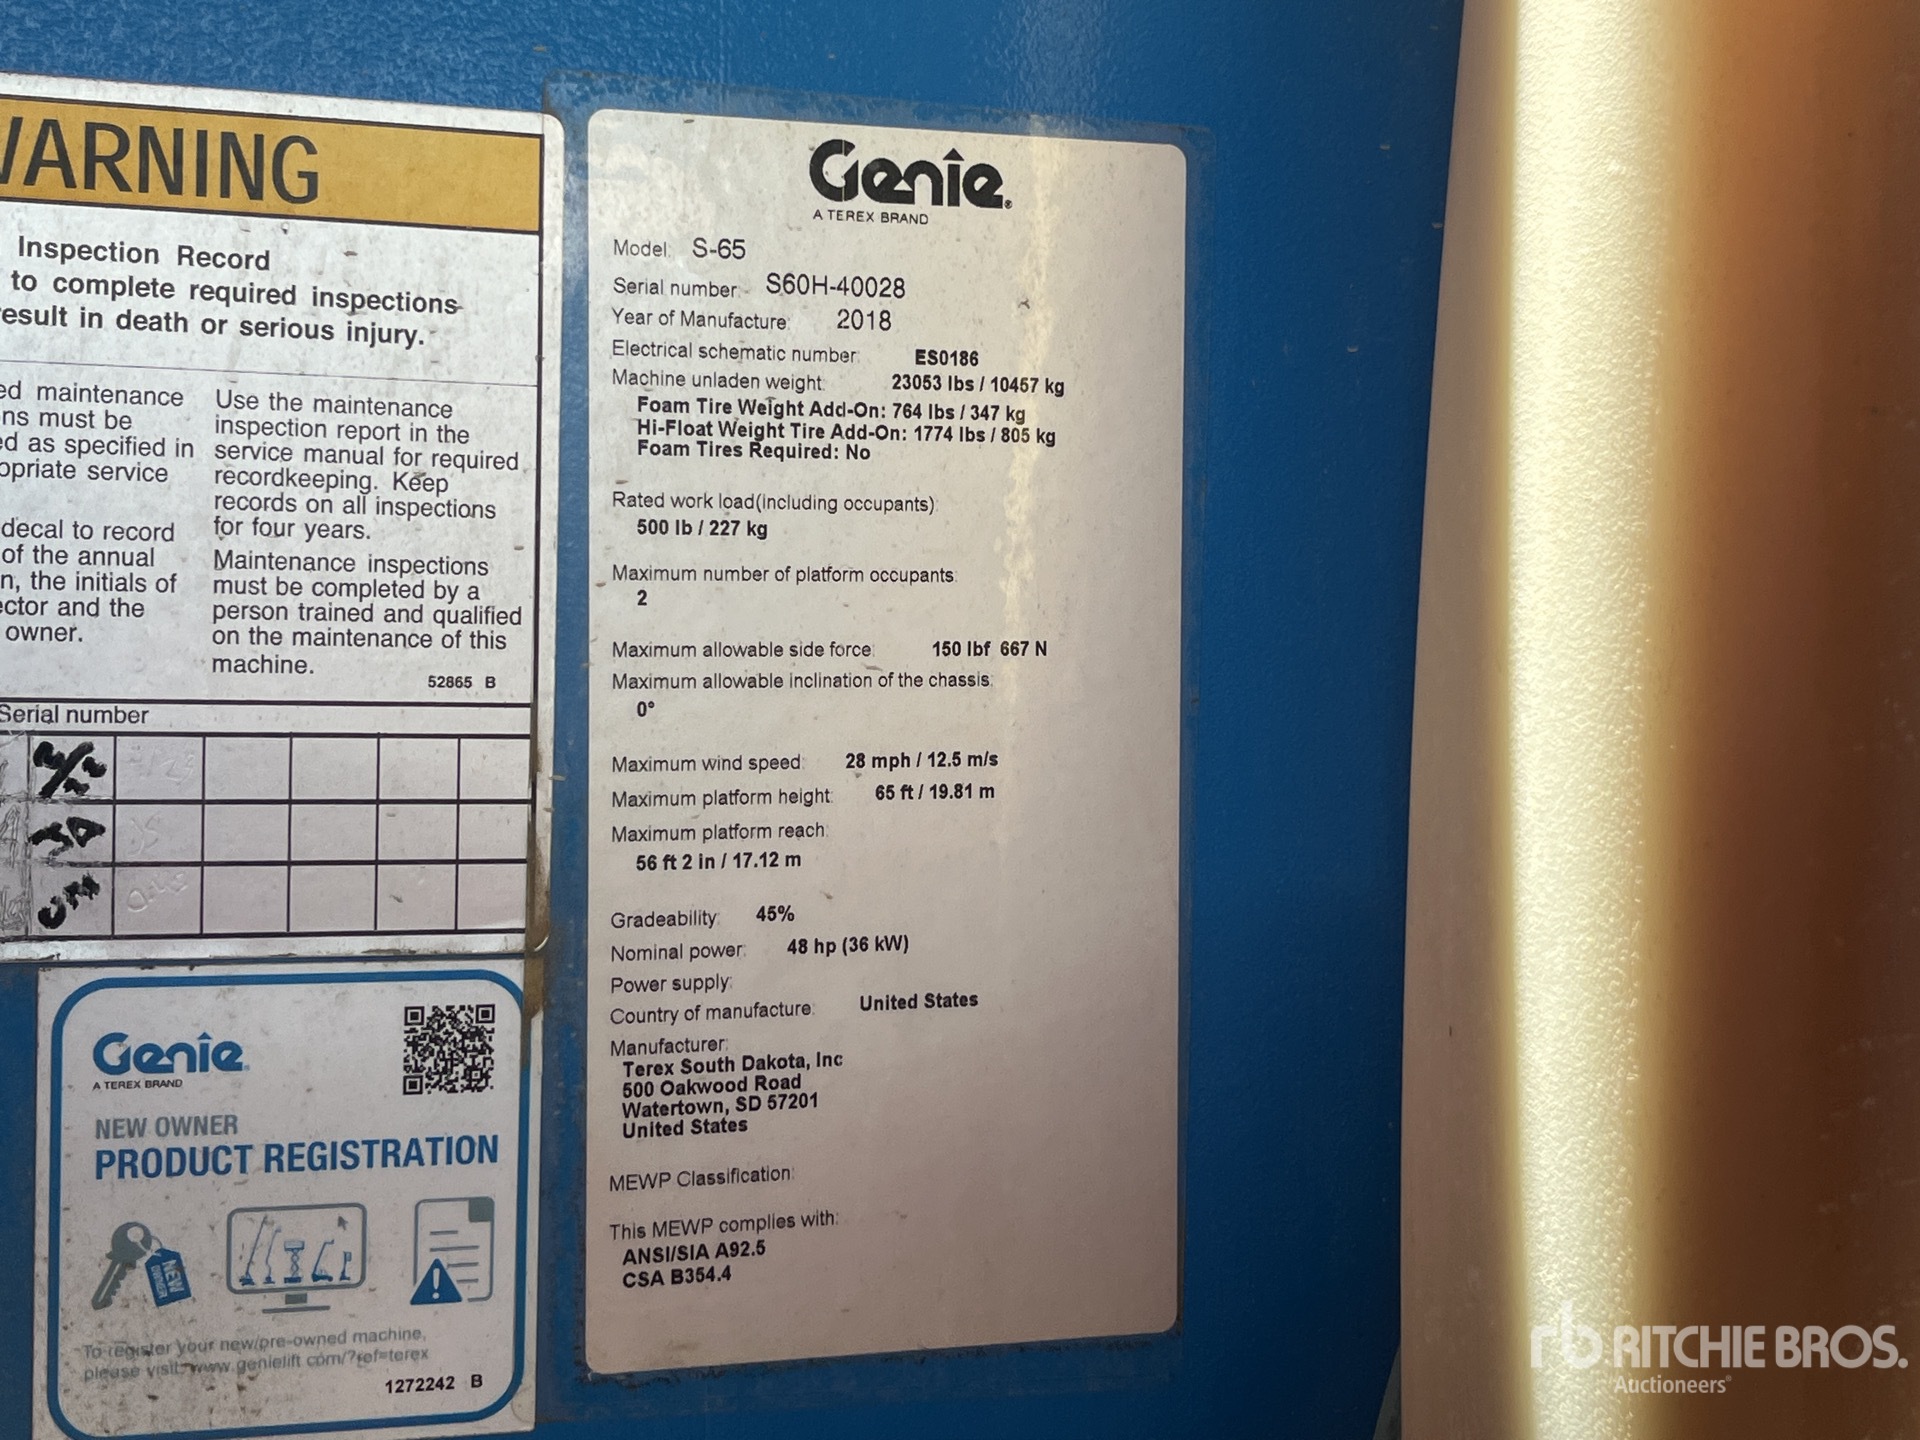 WARNING
Inspection Record
to complete required inspections
result in death or serious injury.
ed maintenance
ns must be
ed as specified in
opriate service
decal to record
of the annual
n, the initials of
ector and the
owner.
Use the maintenance
inspection report in the
service manual for required
recordkeeping. Keep
records on all inspections
for four years.
Maintenance inspections
must be completed by a
person trained and qualified
on the maintenance of this
machine.
52865 B
Serial number
Genie
A TEREX BRAND
NEW OWNER
PRODUCT REGISTRATION
NEW OWNER
To register your new/pre-owned machine,
please visit: www.genielift.com/?ref=terex
1272242 B
Genie®
A TEREX BRAND
Model: S-65
Serial number: S60H-40028
Year of Manufacture: 2018
Electrical schematic number: ES0186
Machine unladen weight: 23053 lbs / 10457 kg
Foam Tire Weight Add-On: 764 lbs / 347 kg
Hi-Float Weight Tire Add-On: 1774 lbs / 805 kg
Foam Tires Required: No
Rated work load(including occupants):
500 lb / 227 kg
Maximum number of platform occupants:
2
Maximum allowable side force: 150 lbf 667 N
Maximum allowable inclination of the chassis:
0°
Maximum wind speed: 28 mph / 12.5 m/s
Maximum platform height: 65 ft / 19.81 m
Maximum platform reach:
56 ft 2 in / 17.12 m
Gradeability: 45%
Nominal power: 48 hp (36 kW)
Power supply:
Country of manufacture: United States
Manufacturer:
Terex South Dakota, Inc
500 Oakwood Road
Watertown, SD 57201
United States
MEWP Classification:
This MEWP complies with:
ANSI/SIA A92.5
CSA B354.4
rb RITCHIE BROS.
Auctioneers®